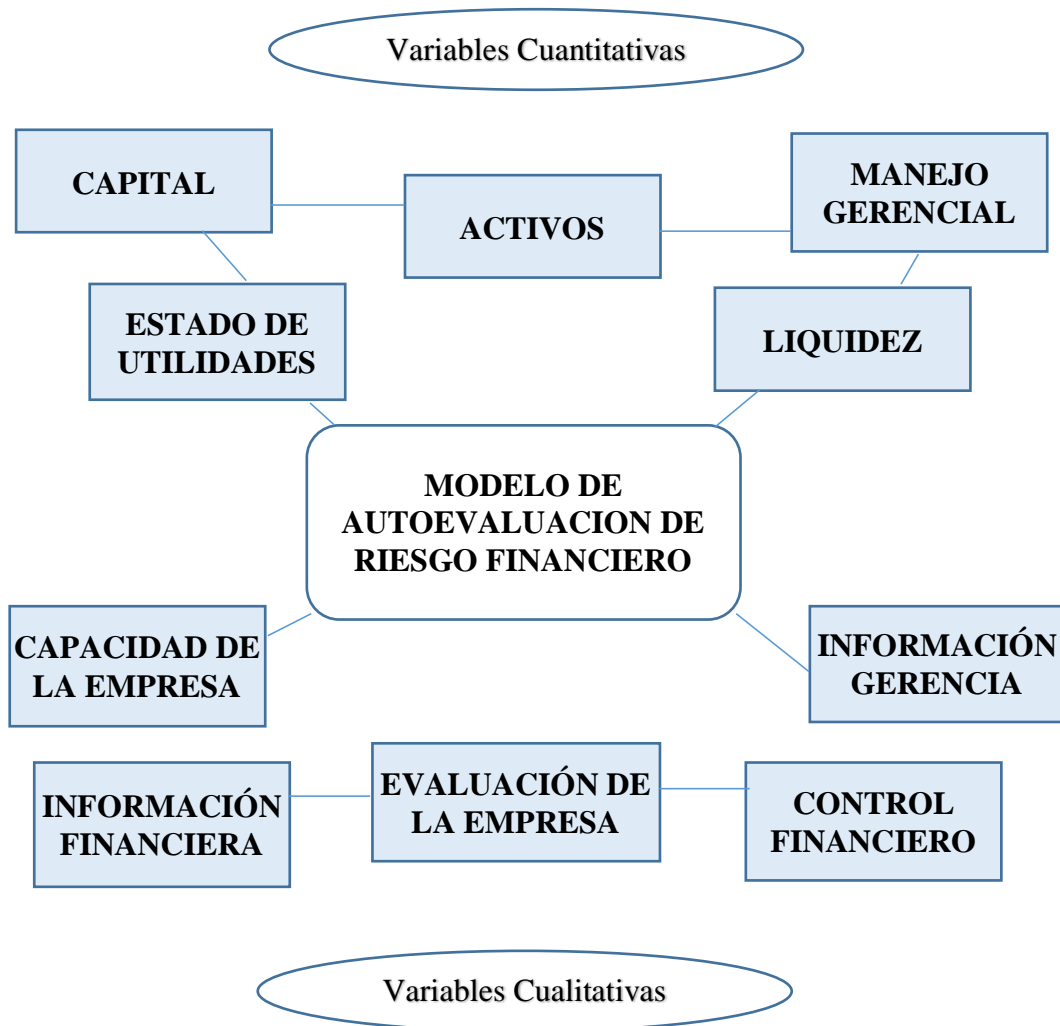 Variables Cuantitativas
CAPITAL
ACTIVOS
MANEJO
GERENCIAL
ESTADO DE
UTILIDADES
LIQUIDEZ
MODELO DE
AUTOEVALUACION DE
RIESGO FINANCIERO
CAPACIDAD DE
LA EMPRESA
INFORMACIÓN
GERENCIA
INFORMACIÓN
FINANCIERA
EVALUACIÓN DE
LA EMPRESA
CONTROL
FINANCIERO
Variables Cualitativas